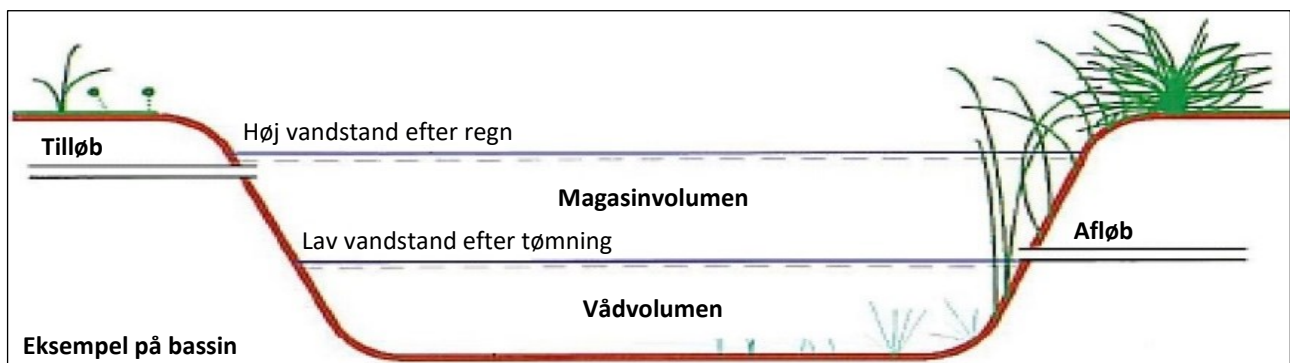 Høj vandstand efter regn
Tilløb
Magasinvolumen
Lav vandstand efter tømning
Afløb
Vådvolumen
Eksempel på bassin